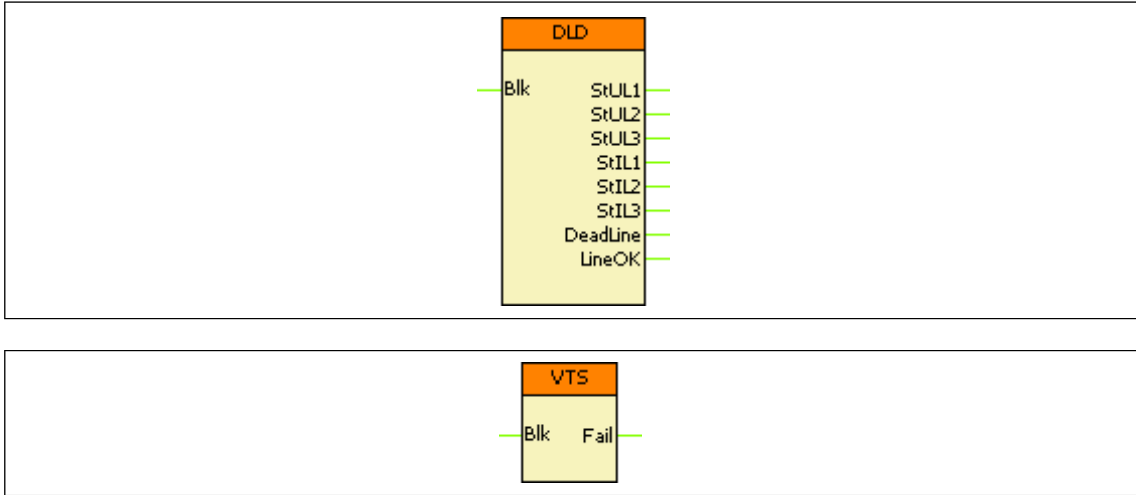 DLD
Blk StUL1
StUL2
StUL3
StIL1
StIL2
StIL3
DeadLine
LineOK
VTS
Blk Fail